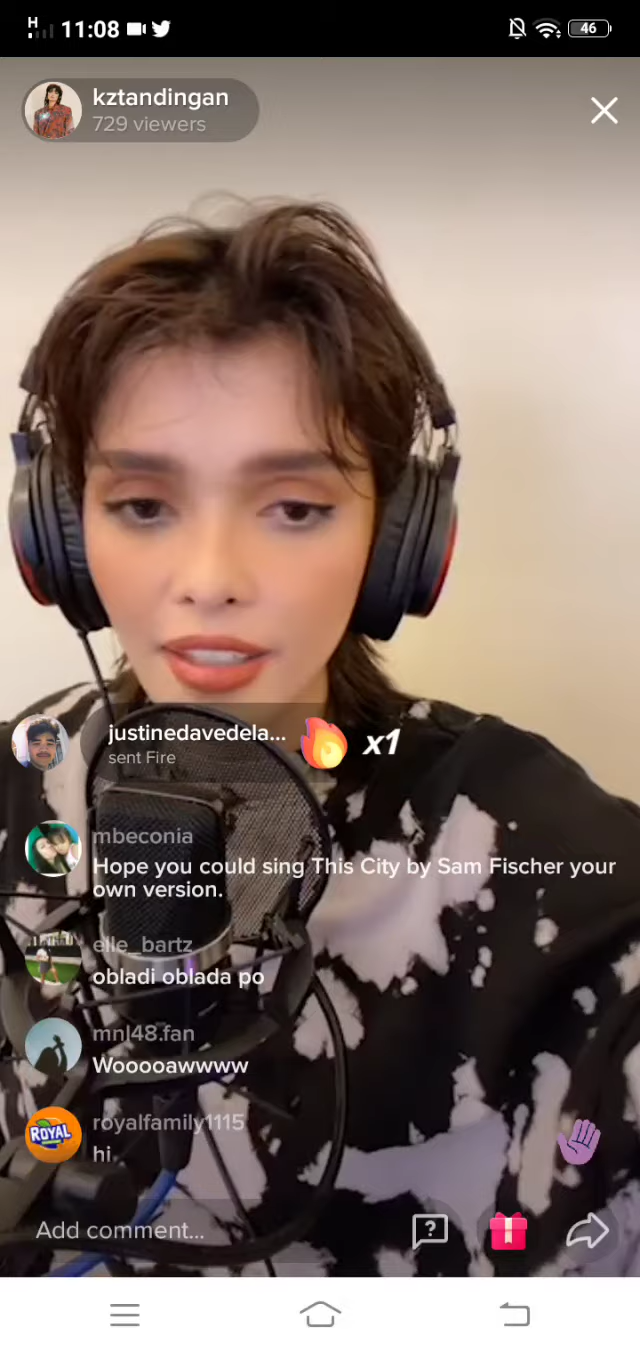 H
11:08
46
kztandingan
729 viewers
justinedavedela...
sent Fire
x1
mbeconia
Hope you could sing This City by Sam Fischer your
own version.
elle_bartz
obladi oblada po
mnl48.fan
Wooooawwww
royalfamily1115
ROYAL
hi
Add comment...
?